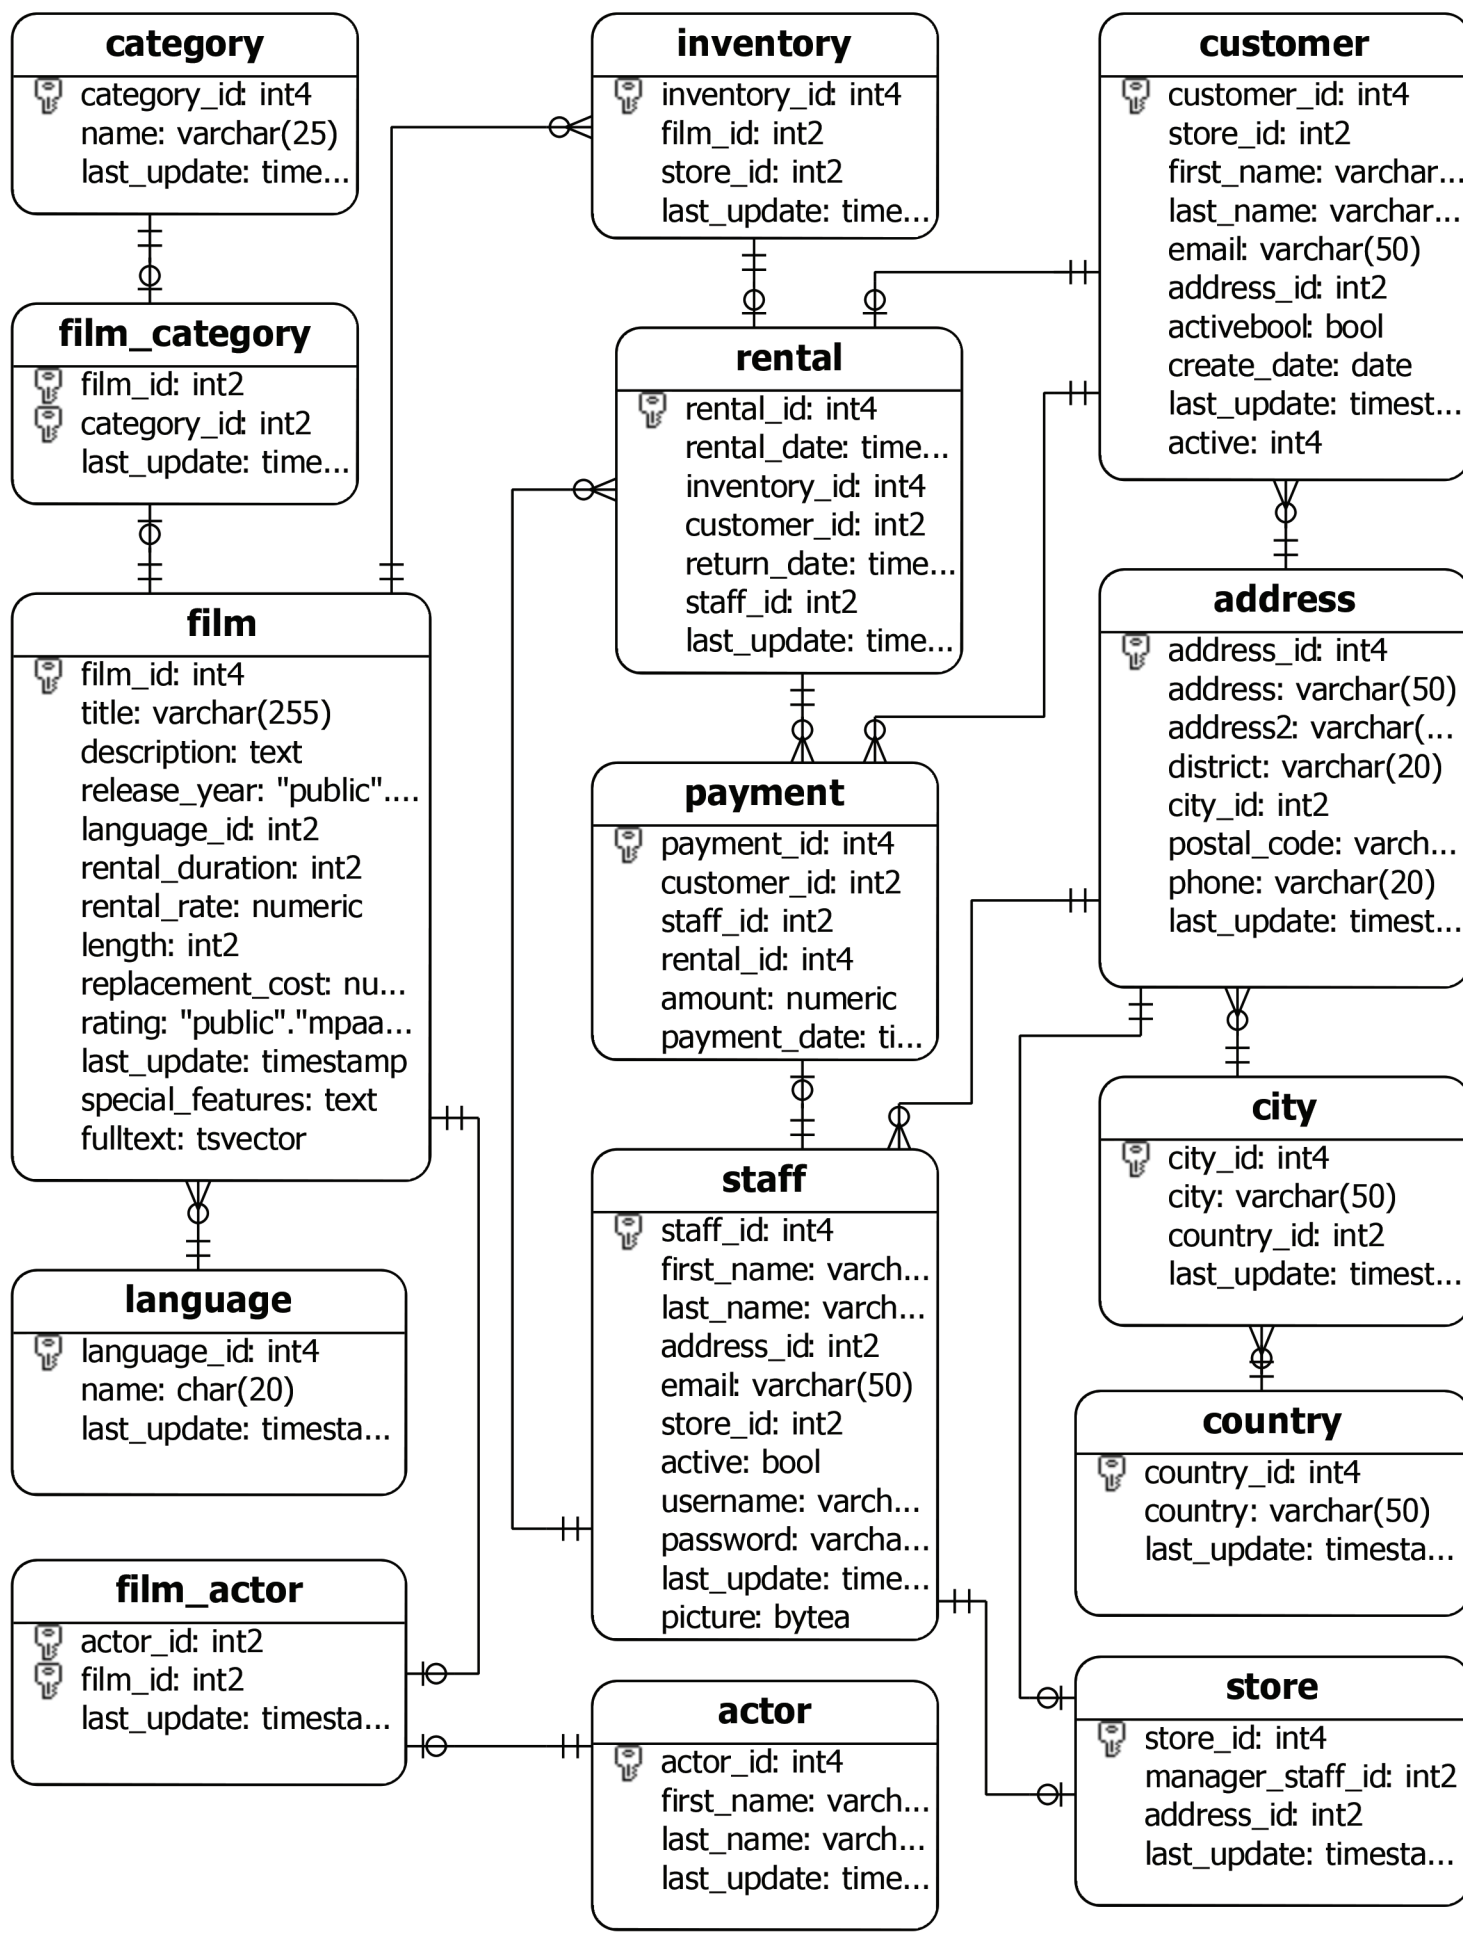 category
category_id: int4
name: varchar(25)
last_update: time...
film_category
film_id: int2
category_id: int2
last_update: time...
film
film_id: int4
title: varchar(255)
description: text
release_year: "public"....
language_id: int2
rental_duration: int2
rental_rate: numeric
length: int2
replacement_cost: nu...
rating: "public"."mpaa...
last_update: timestamp
special_features: text
fulltext: tsvector
language
language_id: int4
name: char(20)
last_update: timesta...
film_actor
actor_id: int2
film_id: int2
last_update: timesta...
inventory
inventory_id: int4
film_id: int2
store_id: int2
last_update: time...
rental
rental_id: int4
rental_date: time...
inventory_id: int4
customer_id: int2
return_date: time...
staff_id: int2
last_update: time...
payment
payment_id: int4
customer_id: int2
staff_id: int2
rental_id: int4
amount: numeric
payment_date: ti...
staff
staff_id: int4
first_name: varch...
last_name: varch...
address_id: int2
email: varchar(50)
store_id: int2
active: bool
username: varch...
password: varcha...
last_update: time...
picture: bytea
actor
actor_id: int4
first_name: varch...
last_name: varch...
last_update: time...
customer
customer_id: int4
store_id: int2
first_name: varchar...
last_name: varchar...
email: varchar(50)
address_id: int2
activebool: bool
create_date: date
last_update: timest...
active: int4
address
address_id: int4
address: varchar(50)
address2: varchar(...
district: varchar(20)
city_id: int2
postal_code: varch...
phone: varchar(20)
last_update: timest...
city
city_id: int4
city: varchar(50)
country_id: int2
last_update: timest...
country
country_id: int4
country: varchar(50)
last_update: timesta...
store
store_id: int4
manager_staff_id: int2
address_id: int2
last_update: timesta...